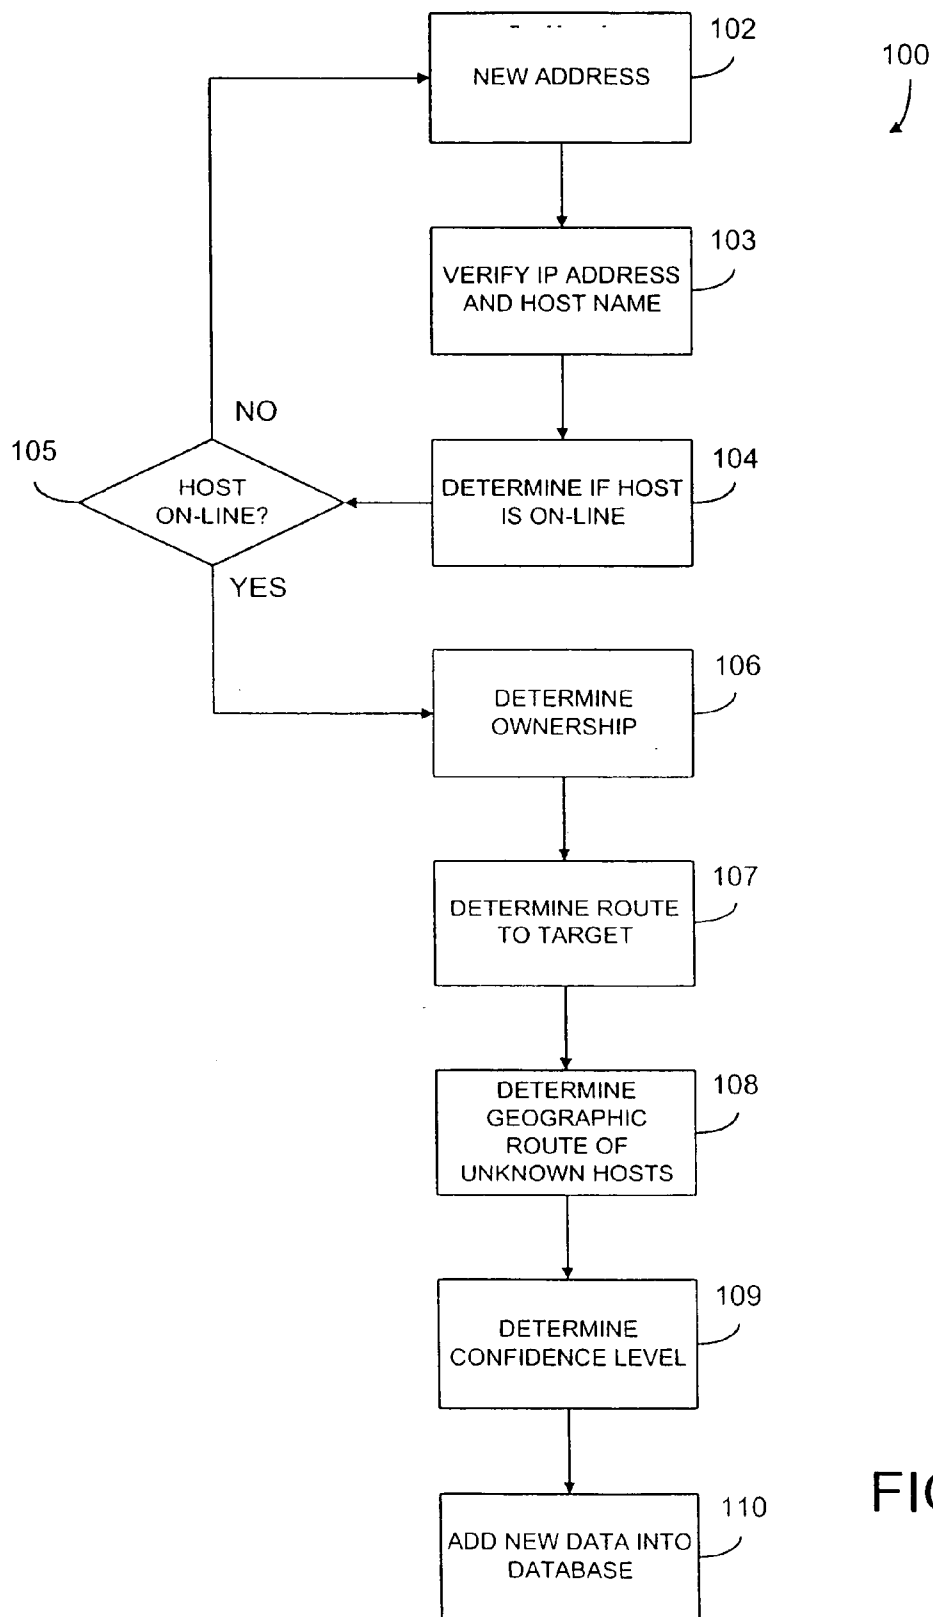 102
100
NEW ADDRESS
103
VERIFY IP ADDRESS
AND HOST NAME
NO
105
104
HOST
ON-LINE?
DETERMINE IF HOST
IS ON-LINE
YES
106
DETERMINE
OWNERSHIP
107
DETERMINE ROUTE
TO TARGET
108
DETERMINE
GEOGRAPHIC
ROUTE OF
UNKNOWN HOSTS
109
DETERMINE
CONFIDENCE LEVEL
110
ADD NEW DATA INTO
DATABASE